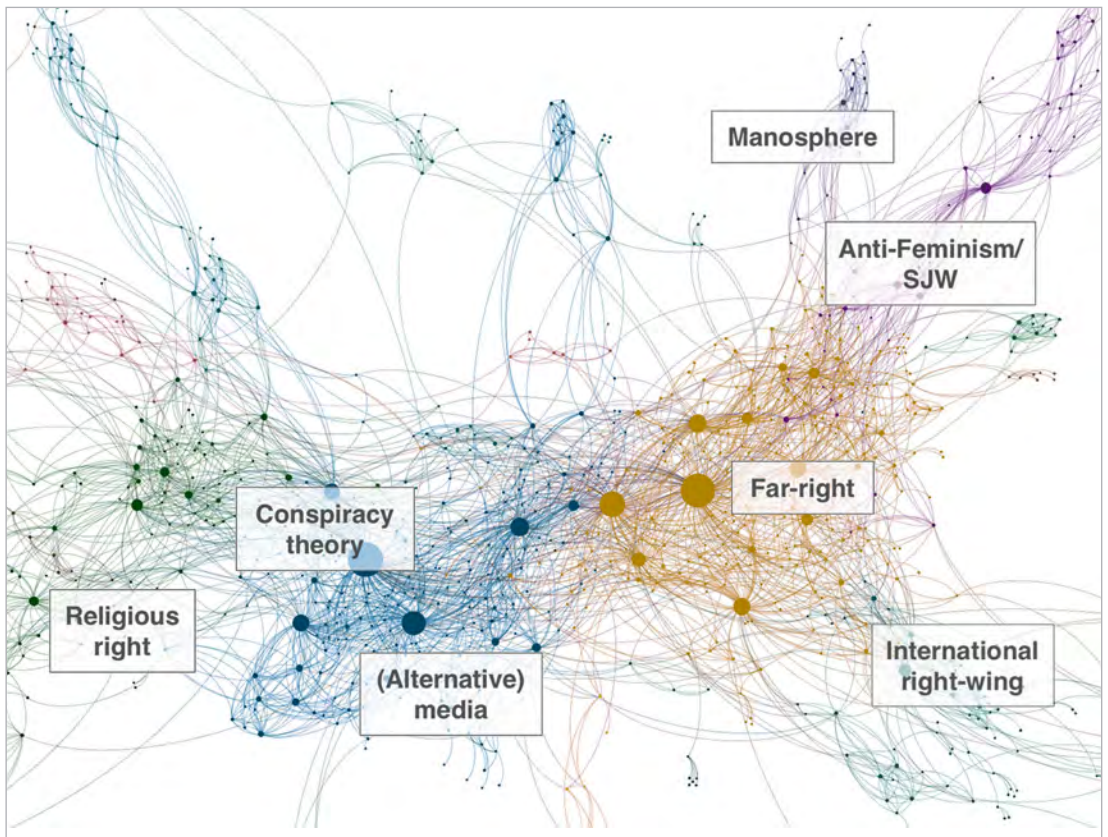 Manosphere
Anti-Feminism/
SJW
Far-right
Conspiracy
theory
Religious
right
(Alternative)
media
International
right-wing